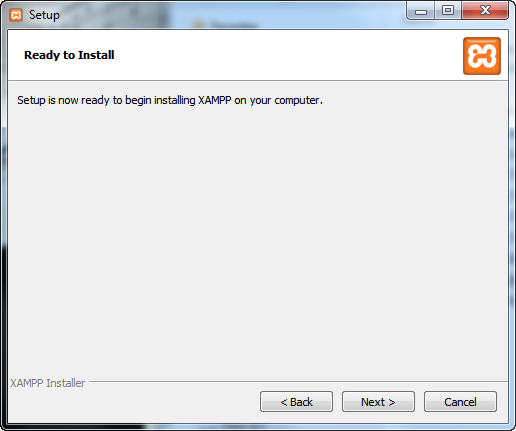 Setup
Ready to Install
Setup is now ready to begin installing XAMPP on your computer.
XAMPP Installer
< Back
Next >
Cancel